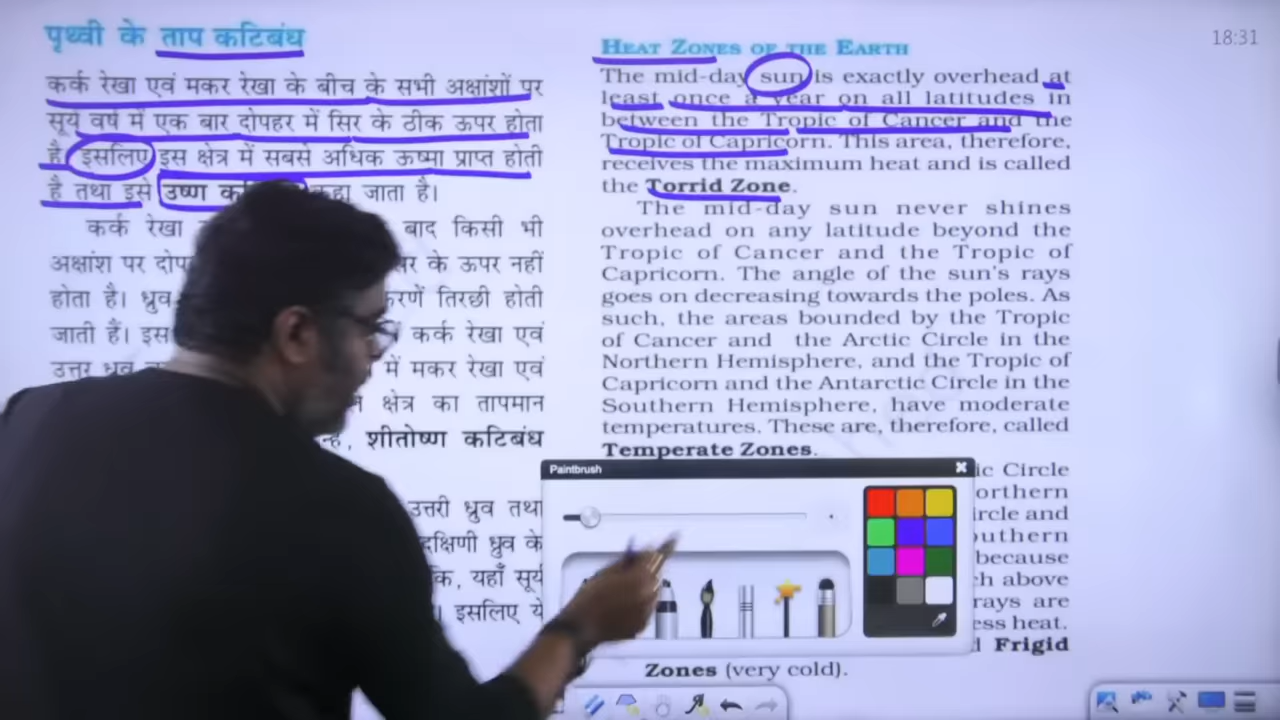 पृथ्वी के ताप कटिबंध
कर्क रेखा एवं मकर रेखा के बीच के सभी अक्षांशों पर
सूर्य वर्ष में एक बार दोपहर में सिर के ठीक ऊपर होता
है। इसलिए इस क्षेत्र में सबसे अधिक ऊष्मा प्राप्त होती
है तथा इसे उष्ण कहा जाता है।
कर्क रेखा बाद किसी भी
अक्षांश पर के ऊपर नहीं
होता है। ध्रुव तिरछी होती
जाती हैं। कर्क रेखा एवं
उत्तर ध्रुव में मकर रेखा एवं
क्षेत्र का तापमान
शीतोष्ण कटिबंध
उत्तरी ध्रुव तथा
दक्षिणी ध्रुव के
यहाँ सूर्य
इसलिए ये
HEAT ZONES OF THE EARTH
The mid-day sun is exactly overhead at
least once a year on all latitudes in
between the Tropic of Cancer and the
Tropic of Capricorn. This area, therefore,
receives the maximum heat and is called
the Torrid Zone.
The mid-day sun never shines
overhead on any latitude beyond the
Tropic of Cancer and the Tropic of
Capricorn. The angle of the sun's rays
goes on decreasing towards the poles. As
such, the areas bounded by the Tropic
of Cancer and the Arctic Circle in the
Northern Hemisphere, and the Tropic of
Capricorn and the Antarctic Circle in the
Southern Hemisphere, have moderate
temperatures. These are, therefore, called
Temperate Zones.
Circle
and
because
above
rays are
heat.
Frigid
Zones (very cold).
Paintbrush
18:31